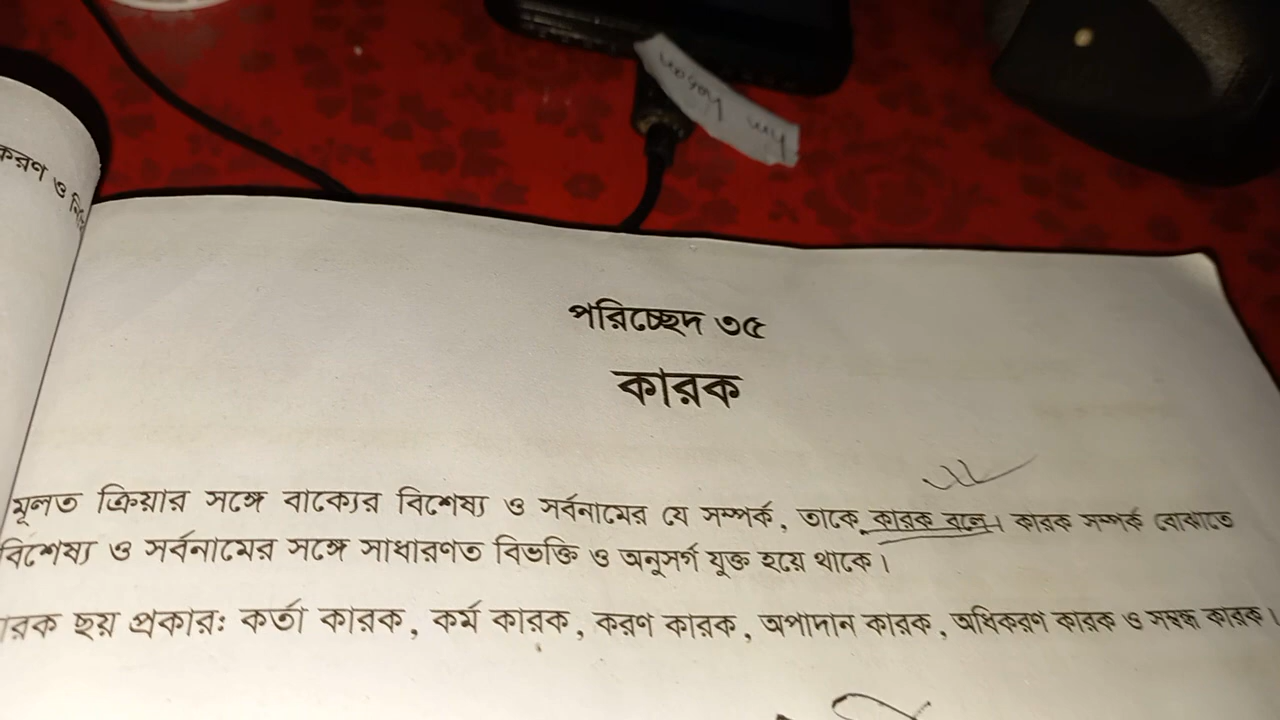 করণ ও
পরিচ্ছেদ ৩৫
কারক
মূলত ক্রিয়ার সঙ্গে বাক্যের বিশেষ্য ও সর্বনামের যে সম্পর্ক, তাকে কারক বলে। কারক সম্পর্ক বোঝাতে
বিশেষ্য ও সর্বনামের সঙ্গে সাধারণত বিভক্তি ও অনুসর্গ যুক্ত হয়ে থাকে।
ছয় প্রকার: কর্তা কারক, কর্ম কারক, করণ কারক, অপাদান কারক, অধিকরণ কারক ও সম্বন্ধ কারক।